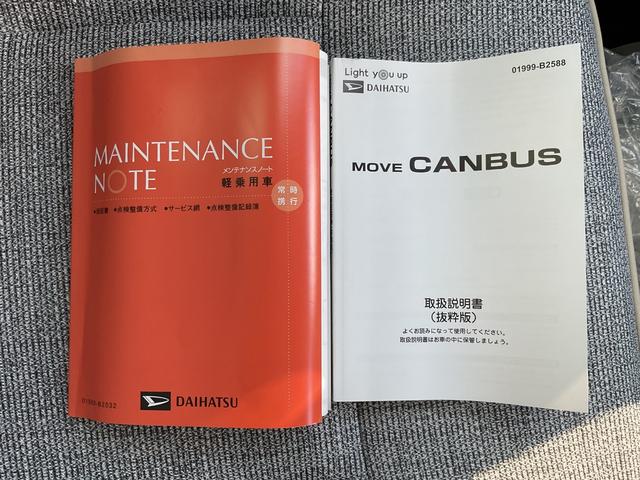 MAINTENANCE
NOTE
メンテナンスノート
軽乗用車
常時
携行
●保証書 ●点検整備方式 ●サービス網 ●点検整備記録簿
01999-B2032
DAIHATSU
Light you up
DAIHATSU
01999-B2588
MOVE CANBUS
取扱説明書
(抜粋版)
よくお読みになって使用してください。
取扱説明書はお車の中に保管しましょう。